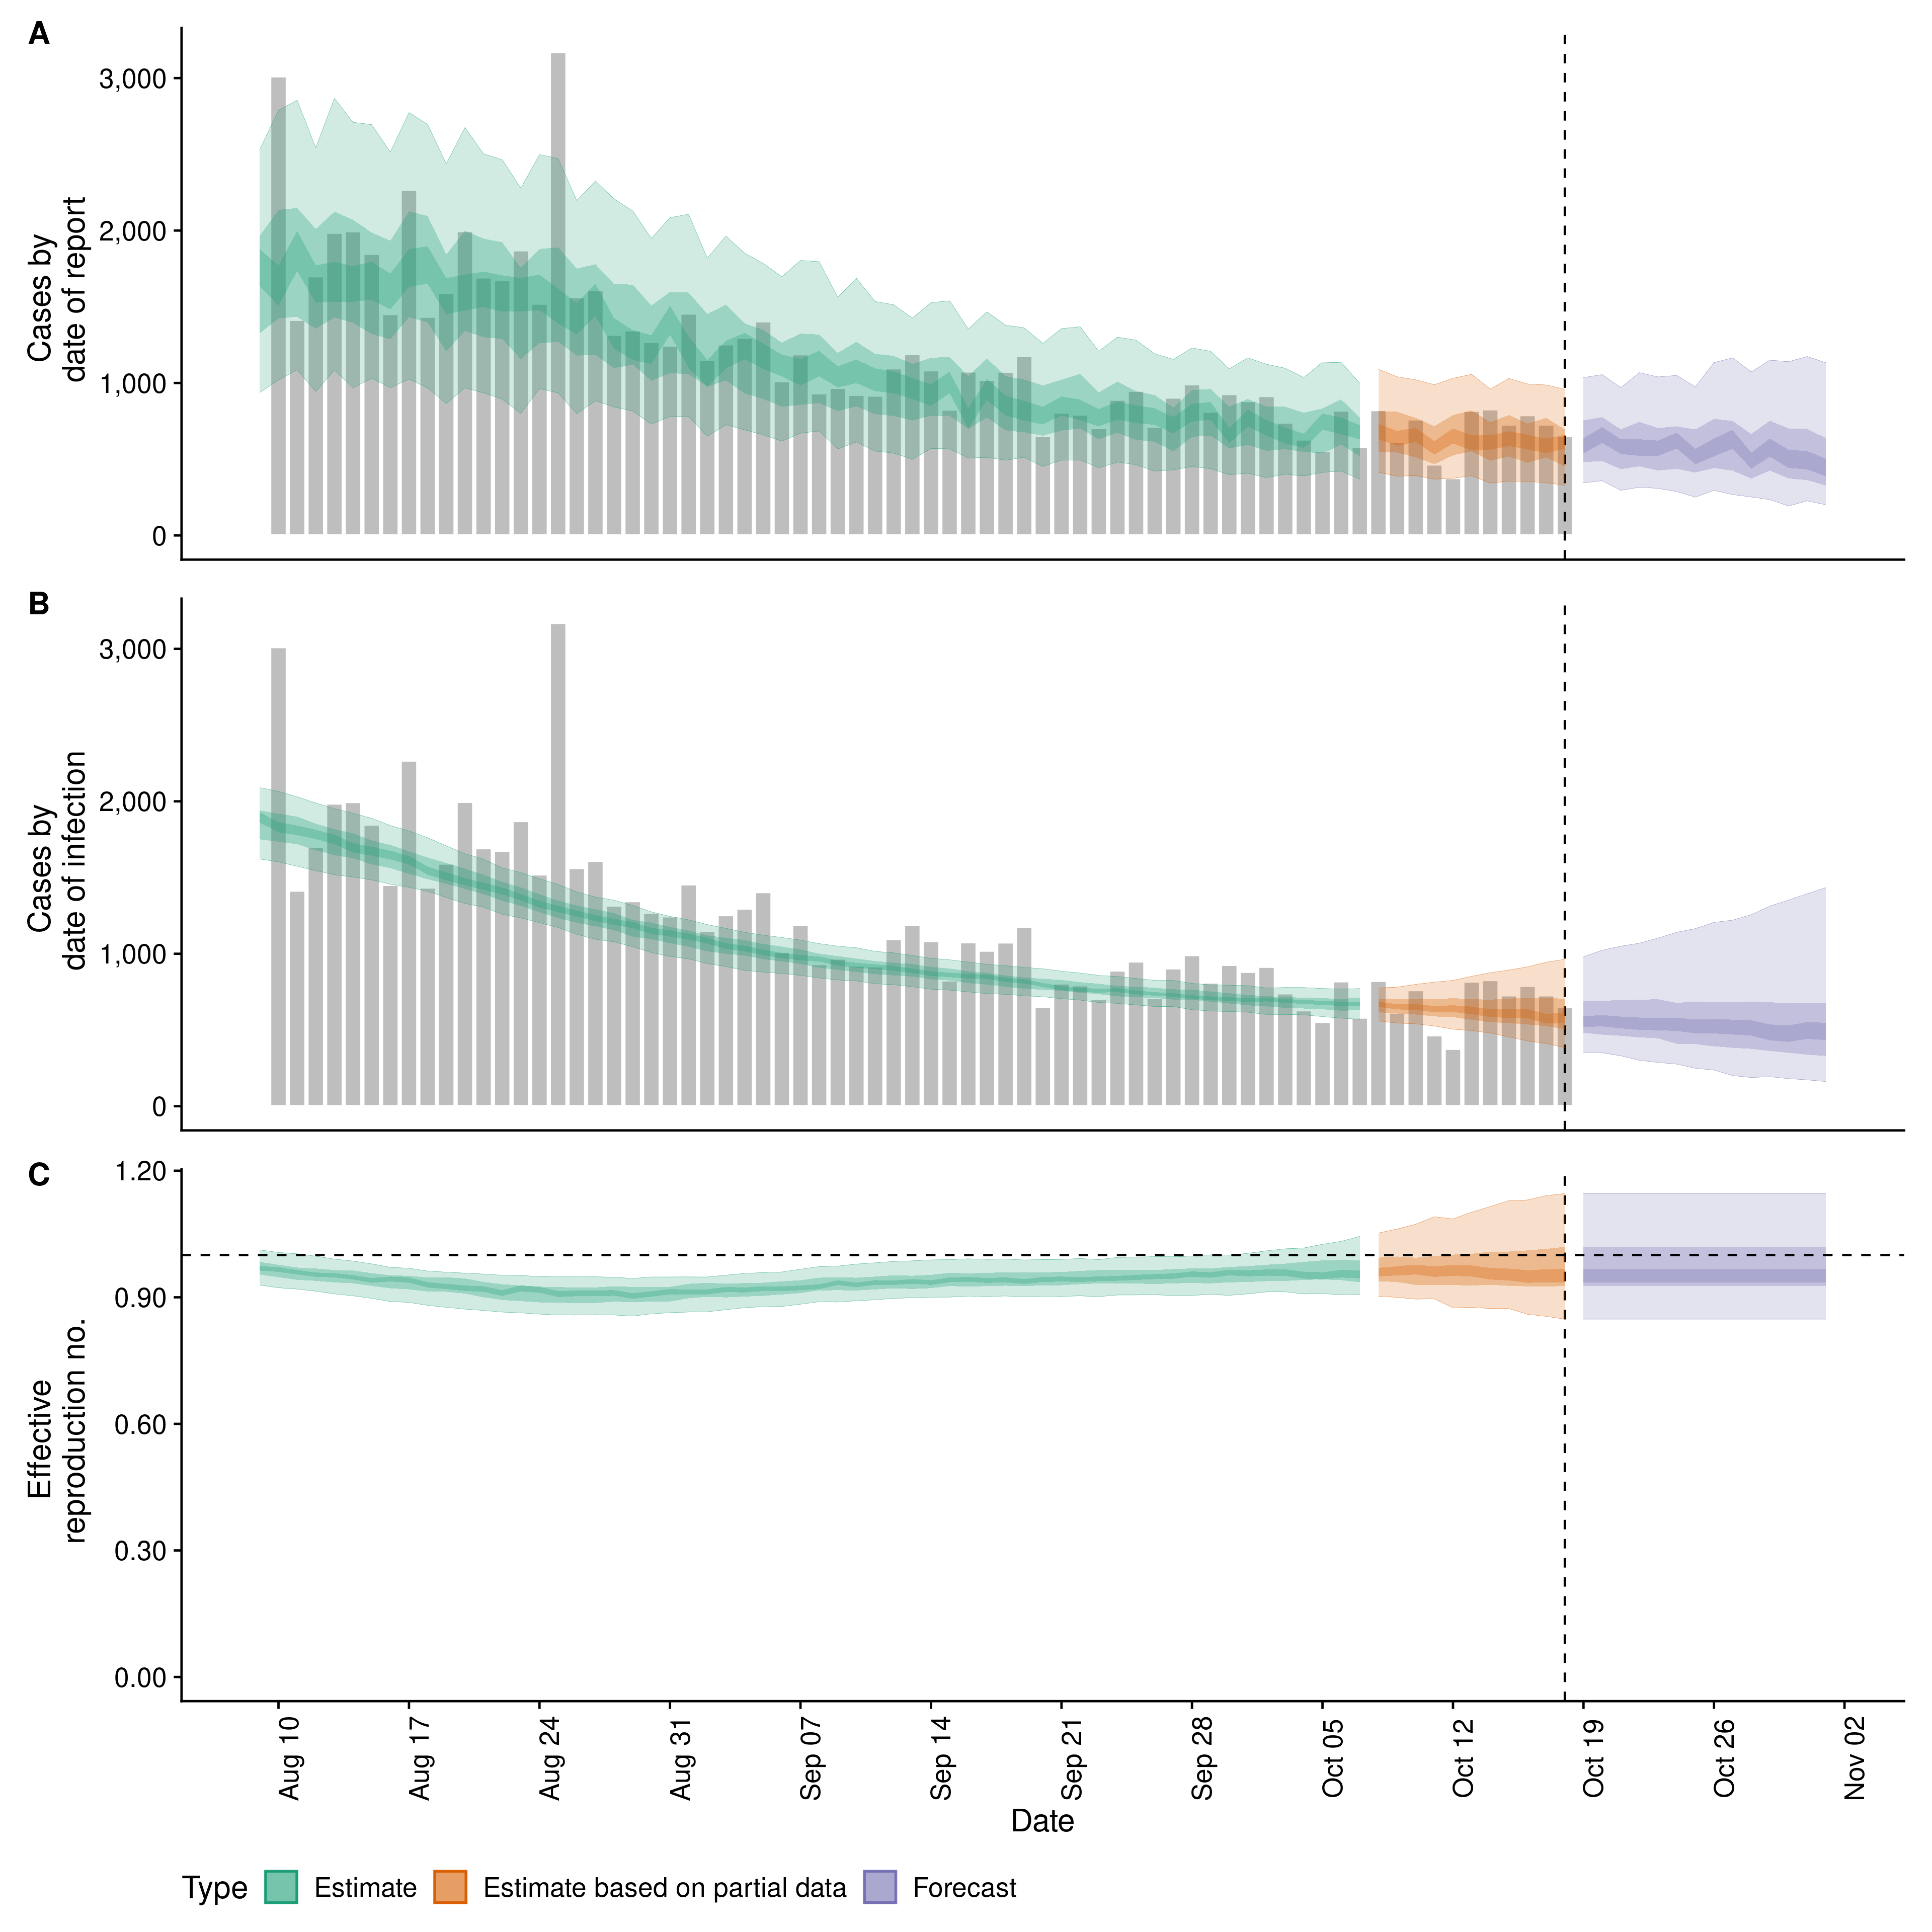 A
3,000
2,000
1,000
0
Cases by
date of report
B
3,000
2,000
1,000
0
Cases by
date of infection
C
1.20
0.90
0.60
0.30
0.00
Effective
reproduction no.
Aug 10
Aug 17
Aug 24
Aug 31
Sep 07
Sep 14
Sep 21
Sep 28
Oct 05
Oct 12
Oct 19
Oct 26
Nov 02
Date
Type Estimate Estimate based on partial data Forecast